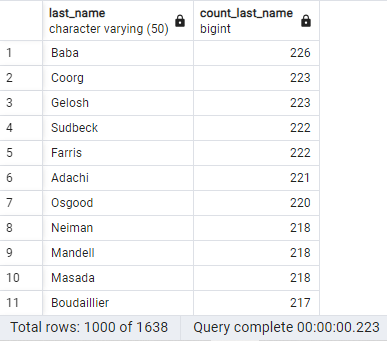 last_name count_last_name
character varying (50) bigint
1 Baba 226
2 Coorg 223
3 Gelosh 223
4 Sudbeck 222
5 Farris 222
6 Adachi 221
7 Osgood 220
8 Neiman 218
9 Mandell 218
10 Masada 218
11 Boudaillier 217
Total rows: 1000 of 1638 Query complete 00:00:00.223